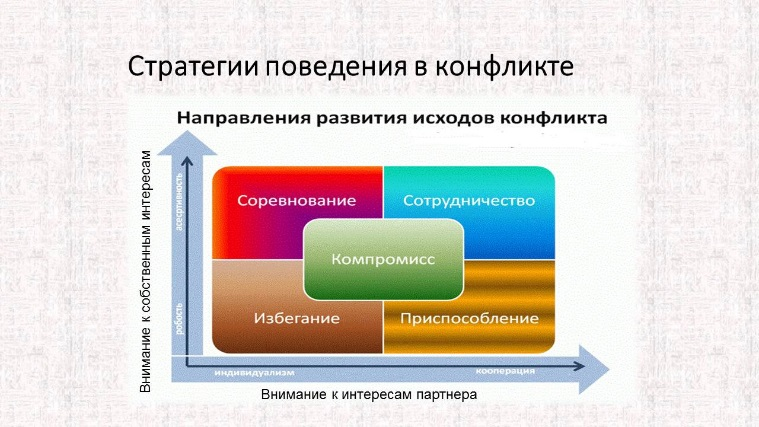 Стратегии поведения в конфликте
Направления развития исходов конфликта
Внимание к собственным интересам
асертивность
робость
Соревнование
Сотрудничество
Компромисс
Избегание
Приспособление
индивидуализм
кооперация
Внимание к интересам партнера